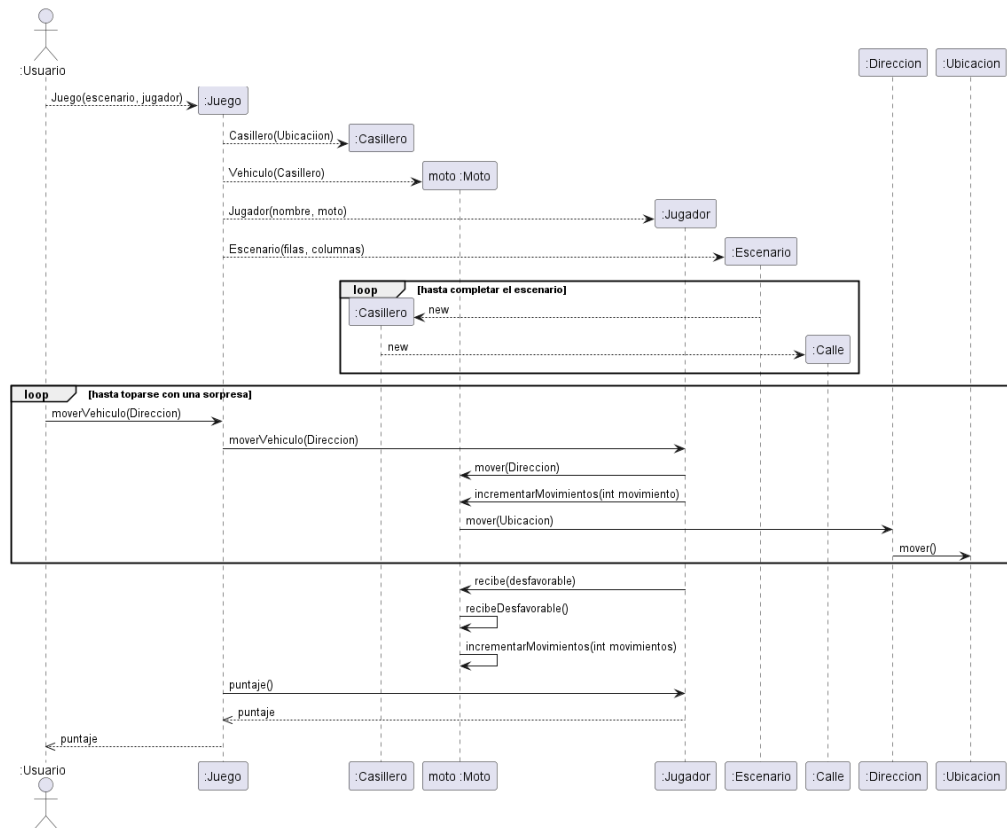 :Usuario
:Direccion
:Ubicacion
Juego(escenario, jugador)
:Juego
Casillero(Ubicaciion)
:Casillero
Vehiculo(Casillero)
moto :Moto
Jugador(nombre, moto)
:Jugador
Escenario(filas, columnas)
:Escenario
loop [hasta completar el escenario]
:Casillero
new
new
:Calle
loop [hasta toparse con una sorpresa]
moverVehiculo(Direccion)
moverVehiculo(Direccion)
mover(Direccion)
incrementarMovimientos(int movimiento)
mover(Ubicacion)
mover()
recibe(desfavorable)
recibeDesfavorable()
incrementarMovimientos(int movimientos)
puntaje()
puntaje
puntaje
:Usuario
:Juego
:Casillero
moto :Moto
:Jugador
:Escenario
:Calle
:Direccion
:Ubicacion